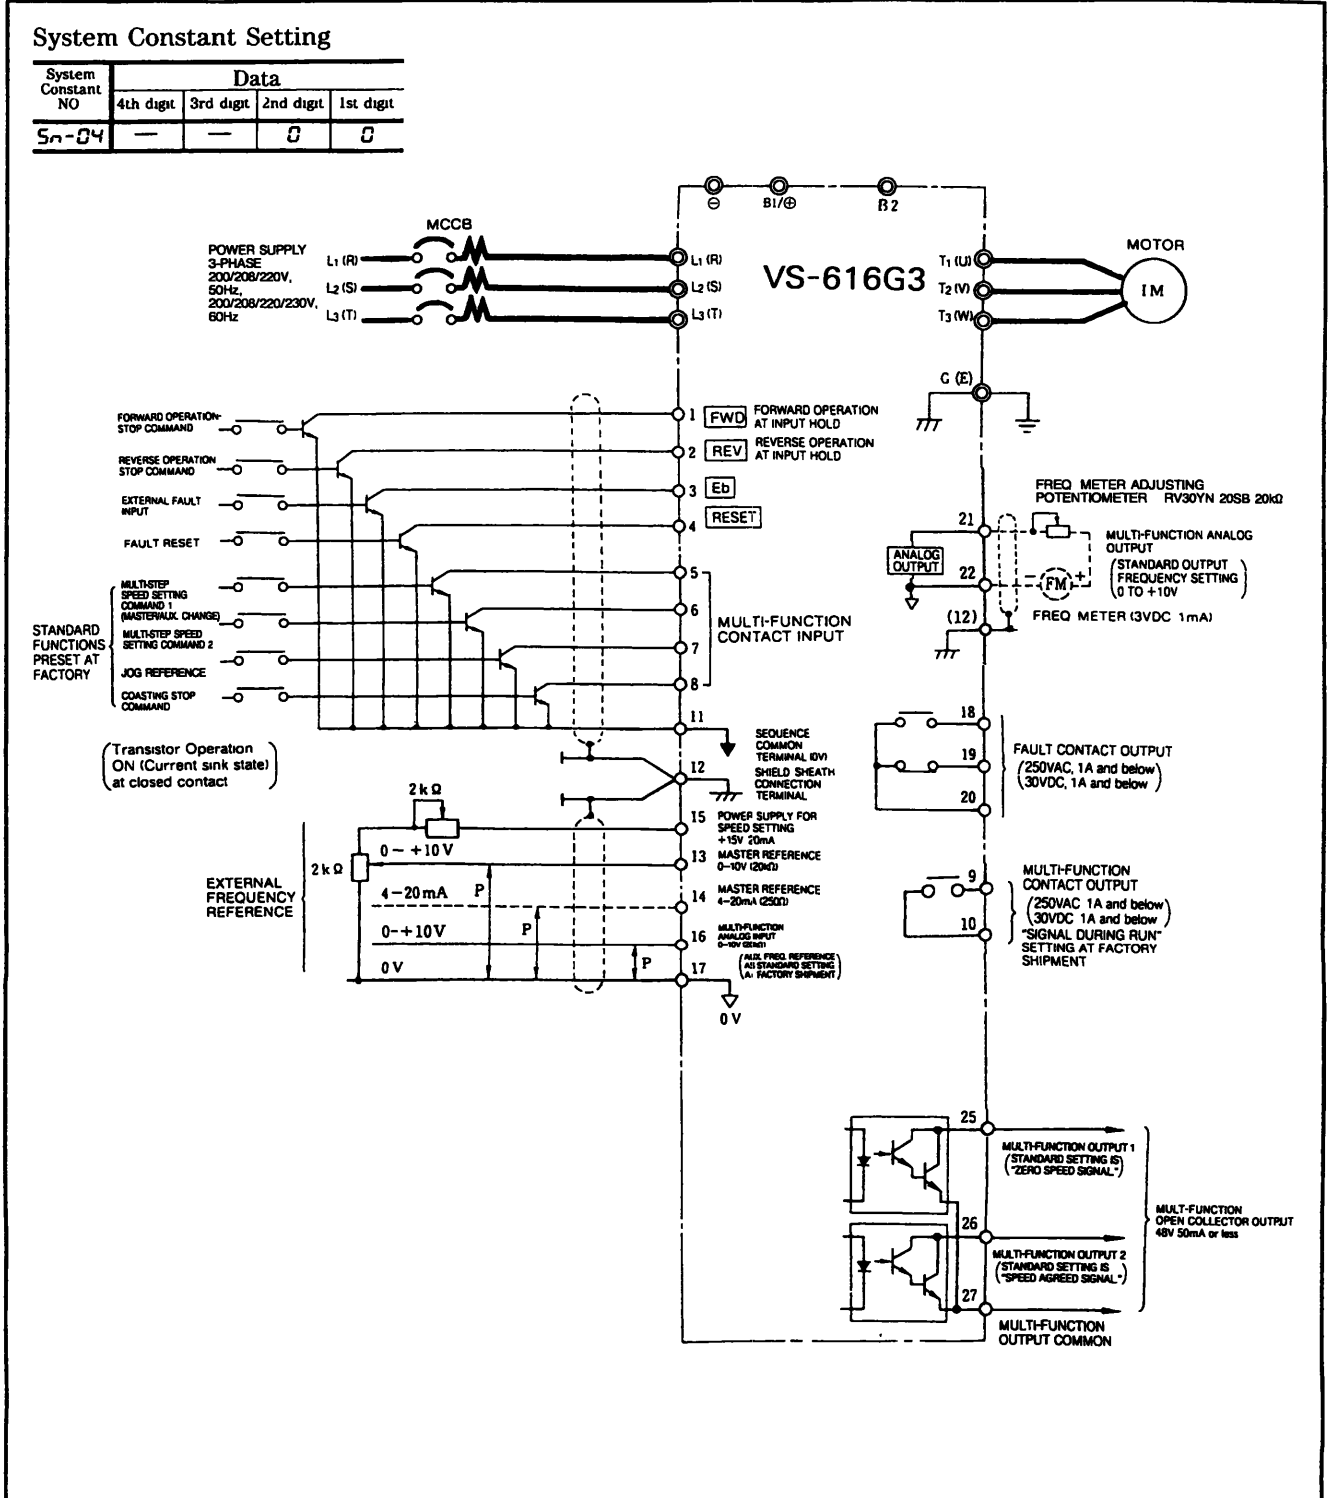 System Constant Setting
System Constant NO
Data
4th digit
3rd digit
2nd digit
1st digit
Sn-04
—
—
0
0
⊖
B1/⊕
B2
MCCB
POWER SUPPLY
3-PHASE
200/208/220V,
50Hz,
200/208/220/230V,
60Hz
L1 (R)
L2 (S)
L3 (T)
L1 (R)
L2 (S)
L3 (T)
VS-616G3
T1 (U)
T2 (V)
T3 (W)
MOTOR
IM
G (E)
FORWARD OPERATION-
STOP COMMAND
1
FWD
FORWARD OPERATION
AT INPUT HOLD
REVERSE OPERATION
STOP COMMAND
2
REV
REVERSE OPERATION
AT INPUT HOLD
EXTERNAL FAULT
INPUT
3
Eb
FAULT RESET
4
RESET
STANDARD
FUNCTIONS
PRESET AT
FACTORY
MULTI-STEP
SPEED SETTING
COMMAND 1
(MASTER/AUX. CHANGE)
MULTI-STEP SPEED
SETTING COMMAND 2
JOG REFERENCE
COASTING STOP
COMMAND
5
6
7
8
MULTI-FUNCTION
CONTACT INPUT
(Transistor Operation
ON (Current sink state)
at closed contact)
11
SEQUENCE
COMMON
TERMINAL (0V)
12
SHIELD SHEATH
CONNECTION
TERMINAL
EXTERNAL
FREQUENCY
REFERENCE
2kΩ
2kΩ
0~+10V
4-20mA
0-+10V
0V
P
P
P
15
POWER SUPPLY FOR
SPEED SETTING
+15V 20mA
13
MASTER REFERENCE
0-10V (20kΩ)
14
MASTER REFERENCE
4-20mA (250Ω)
16
MULTI-FUNCTION
ANALOG INPUT
0-10V (20kΩ)
(AUX. FREQ. REFERENCE
AS STANDARD SETTING
AT FACTORY SHIPMENT)
17
0V
FREQ METER ADJUSTING
POTENTIOMETER RV30YN 20SB 20kΩ
21
ANALOG
OUTPUT
22
FM
−
+
MULTI-FUNCTION ANALOG
OUTPUT
(STANDARD OUTPUT
FREQUENCY SETTING
0 TO +10V)
(12)
FREQ METER (3VDC 1mA)
18
19
20
FAULT CONTACT OUTPUT
(250VAC, 1A and below
30VDC, 1A and below)
9
10
MULTI-FUNCTION
CONTACT OUTPUT
(250VAC 1A and below
30VDC 1A and below)
"SIGNAL DURING RUN"
SETTING AT FACTORY
SHIPMENT
25
MULTI-FUNCTION OUTPUT 1
(STANDARD SETTING IS
"ZERO SPEED SIGNAL")
26
MULTI-FUNCTION OUTPUT 2
(STANDARD SETTING IS
"SPEED AGREED SIGNAL")
27
MULTI-FUNCTION
OUTPUT COMMON
MULT-FUNCTION
OPEN COLLECTOR OUTPUT
48V 50mA or less